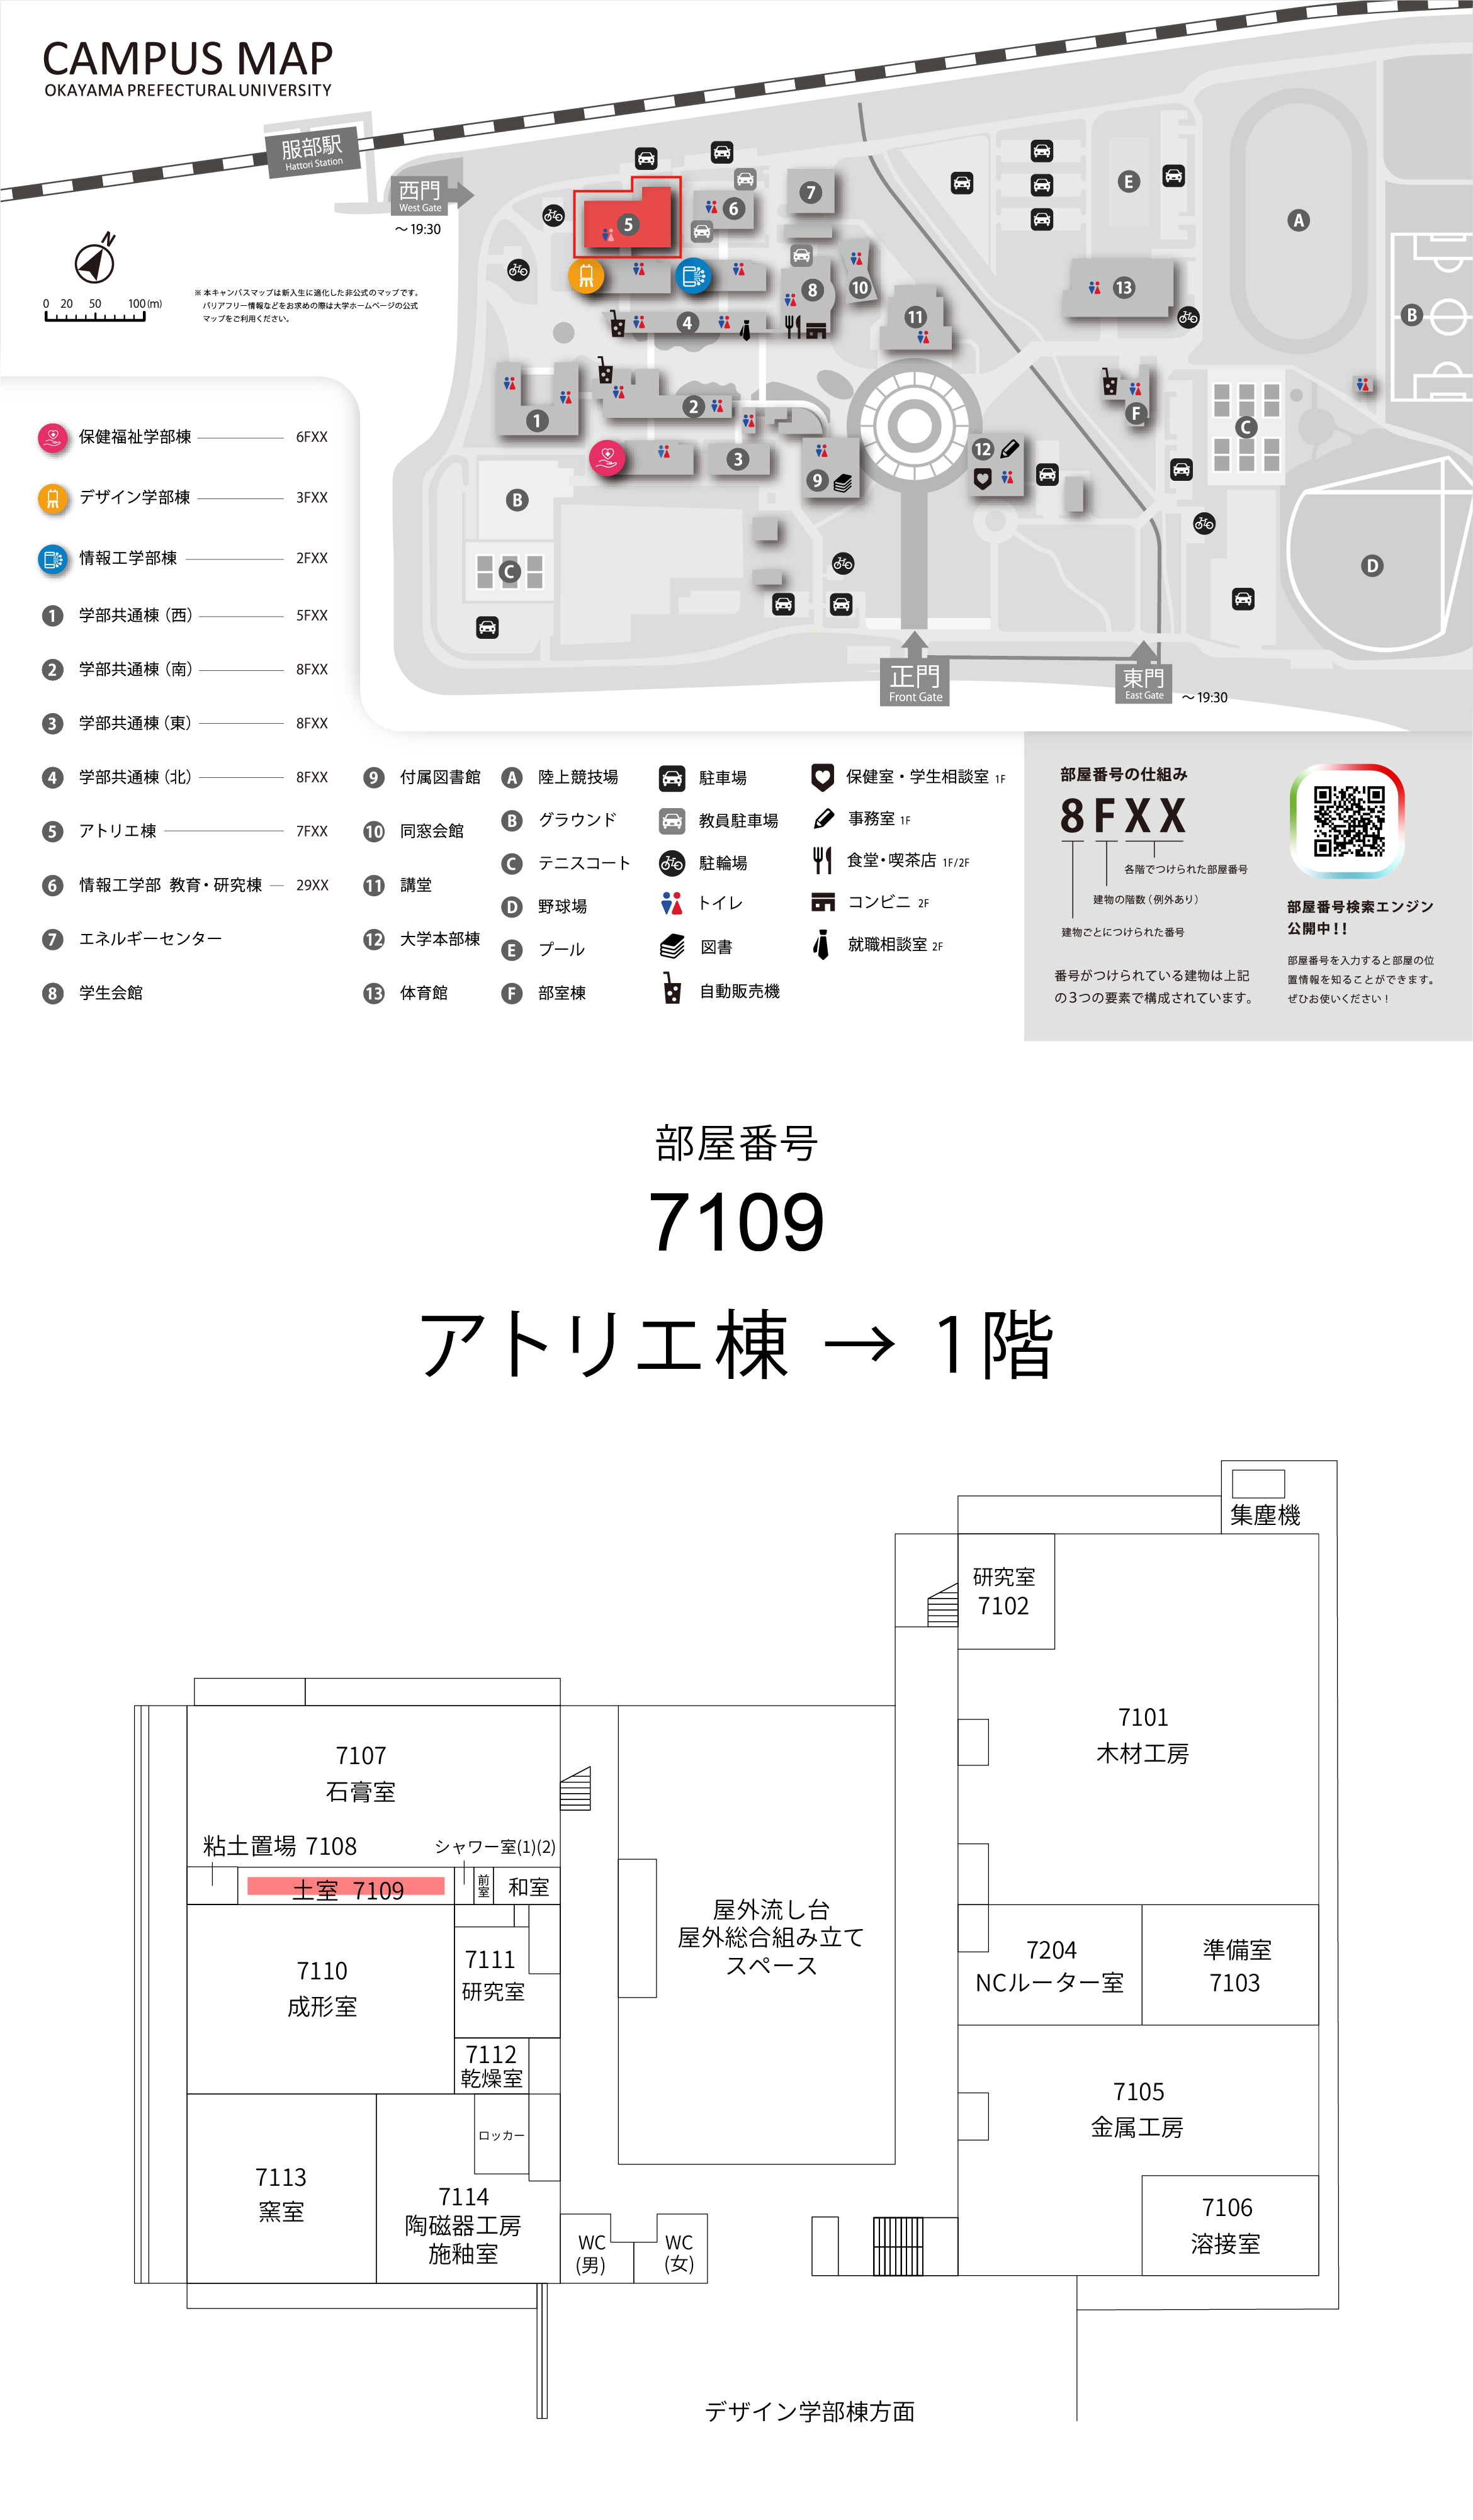 CAMPUS MAP
OKAYAMA PREFECTURAL UNIVERSITY
服部駅
Hattori Station
西門
West Gate
～19:30
N
0 20 50 100(m)
※本キャンパスマップは新入生に適化した非公式のマップです。
バリアフリー情報などをお求めの際は大学ホームページの公式
マップをご利用ください。
5
6
7
8
10
4
11
13
E
A
B
1
2
3
9
12
F
C
B
C
D
正門
Front Gate
東門
East Gate
～19:30
保健福祉学部棟 6FXX
デザイン学部棟 3FXX
情報工学部棟 2FXX
1 学部共通棟（西） 5FXX
2 学部共通棟（南） 8FXX
3 学部共通棟（東） 8FXX
4 学部共通棟（北） 8FXX
5 アトリエ棟 7FXX
6 情報工学部 教育・研究棟 29XX
7 エネルギーセンター
8 学生会館
9 付属図書館
10 同窓会館
11 講堂
12 大学本部棟
13 体育館
A 陸上競技場
B グラウンド
C テニスコート
D 野球場
E プール
F 部室棟
駐車場
教員駐車場
駐輪場
トイレ
図書
自動販売機
保健室・学生相談室 1F
事務室 1F
食堂・喫茶店 1F/2F
コンビニ 2F
就職相談室 2F
部屋番号の仕組み
8FXX
各階でつけられた部屋番号
建物の階数（例外あり）
建物ごとにつけられた番号
番号がつけられている建物は上記
の３つの要素で構成されています。
部屋番号検索エンジン
公開中！！
部屋番号を入力すると部屋の位
置情報を知ることができます。
ぜひお使いください！
部屋番号
7109
アトリエ棟 → 1階
集塵機
研究室
7102
7101
木材工房
7107
石膏室
粘土置場 7108
シャワー室(1)(2)
土室 7109
前室
和室
7110
成形室
7111
研究室
7112
乾燥室
ロッカー
7113
窯室
7114
陶磁器工房
施釉室
WC
(男)
WC
(女)
屋外流し台
屋外総合組み立て
スペース
7204
NCルーター室
準備室
7103
7105
金属工房
7106
溶接室
デザイン学部棟方面